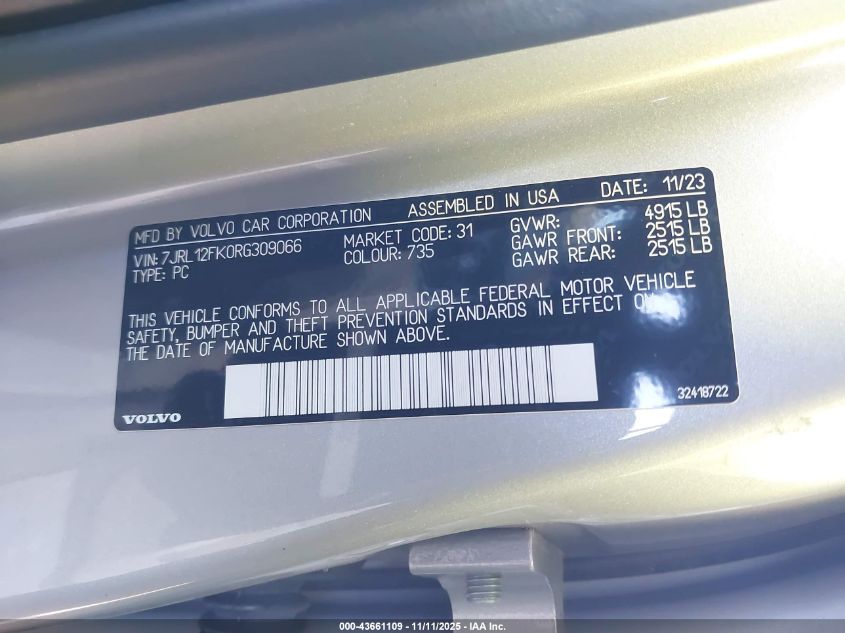 MFD BY VOLVO CAR CORPORATION ASSEMBLED IN USA DATE: 11/23
VIN: 7JRL12FK0RG309066 MARKET CODE: 31 GVWR: 4915 LB
TYPE: PC COLOUR: 735 GAWR FRONT: 2515 LB
GAWR REAR: 2515 LB
THIS VEHICLE CONFORMS TO ALL APPLICABLE FEDERAL MOTOR VEHICLE
SAFETY, BUMPER AND THEFT PREVENTION STANDARDS IN EFFECT ON
THE DATE OF MANUFACTURE SHOWN ABOVE.
VOLVO 32418722
000-43661109 - 11/11/2025 - IAA Inc.